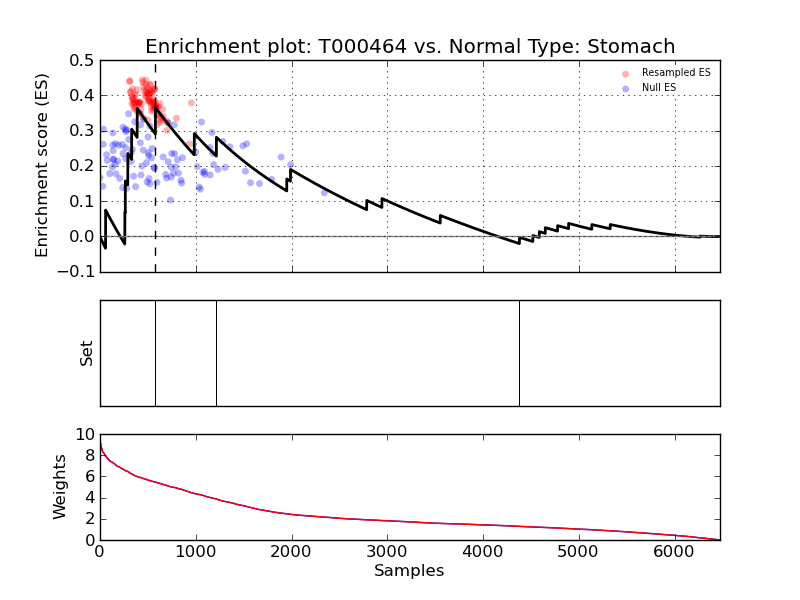 Enrichment plot: T000464 vs. Normal Type: Stomach
Enrichment score (ES)
0.5
0.4
0.3
0.2
0.1
0.0
−0.1
Resampled ES
Null ES
Set
Weights
10
8
6
4
2
0
0 1000 2000 3000 4000 5000 6000
Samples